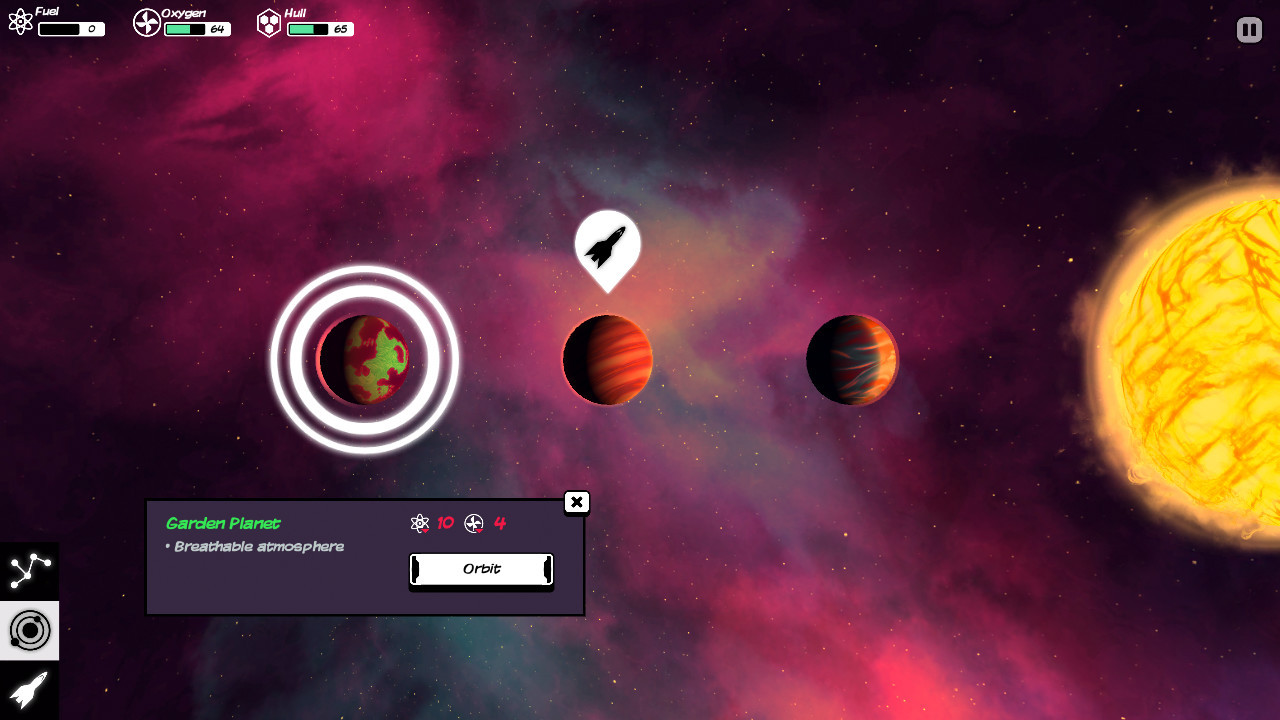 Fuel
0
Oxygen
64
Hull
65
Garden Planet
10
4
• Breathable atmosphere
Orbit